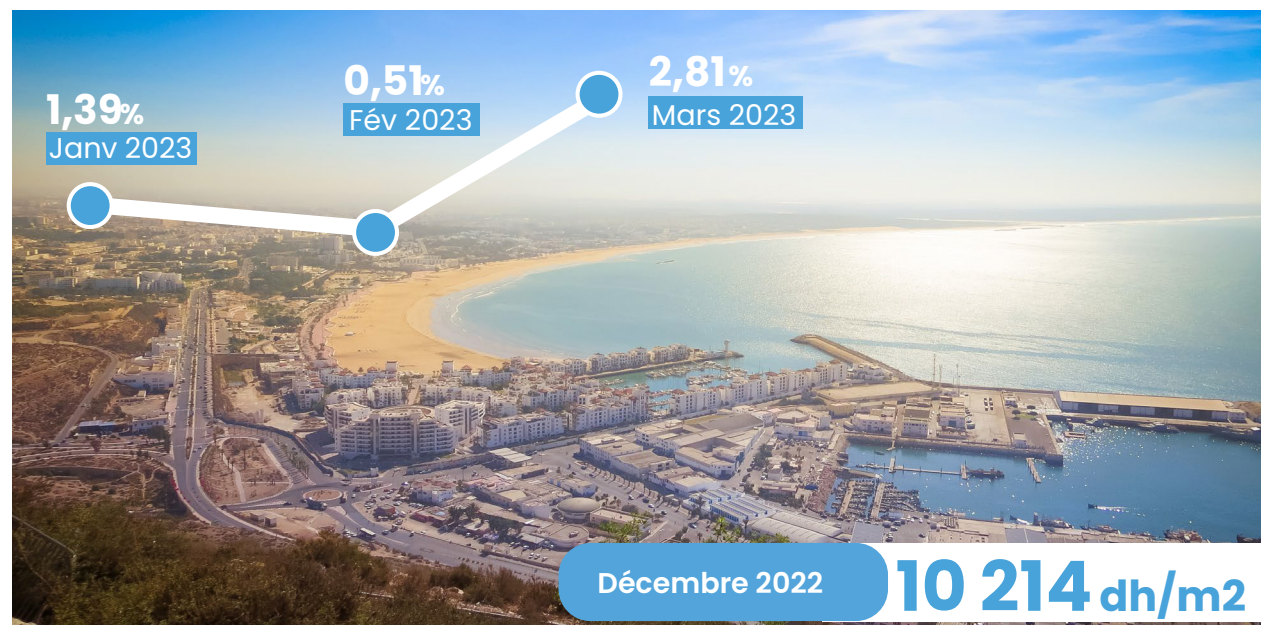 1,39%
Janv 2023
0,51%
Fév 2023
2,81%
Mars 2023
Décembre 2022
10 214 dh/m2